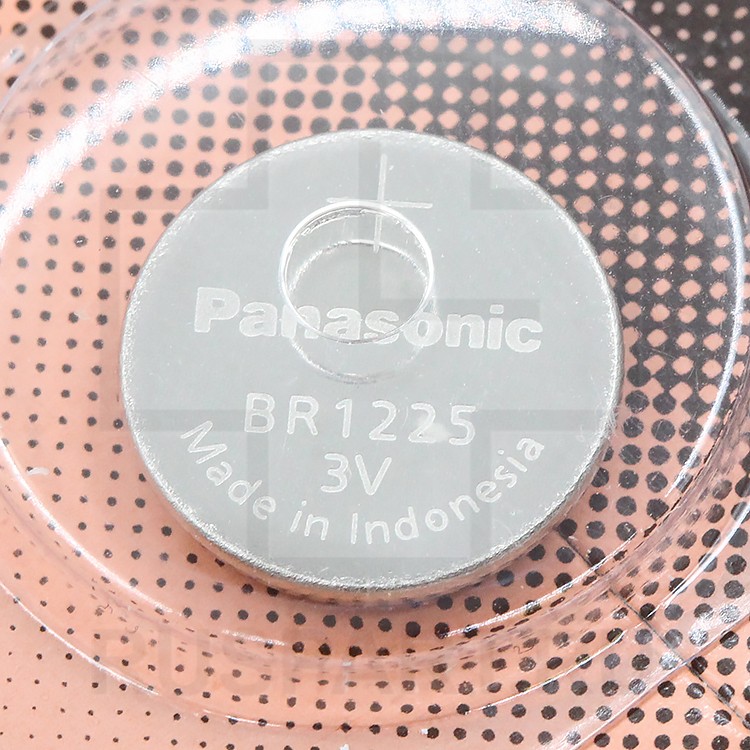 +
Panasonic
BR1225
3V
Made in Indonesia